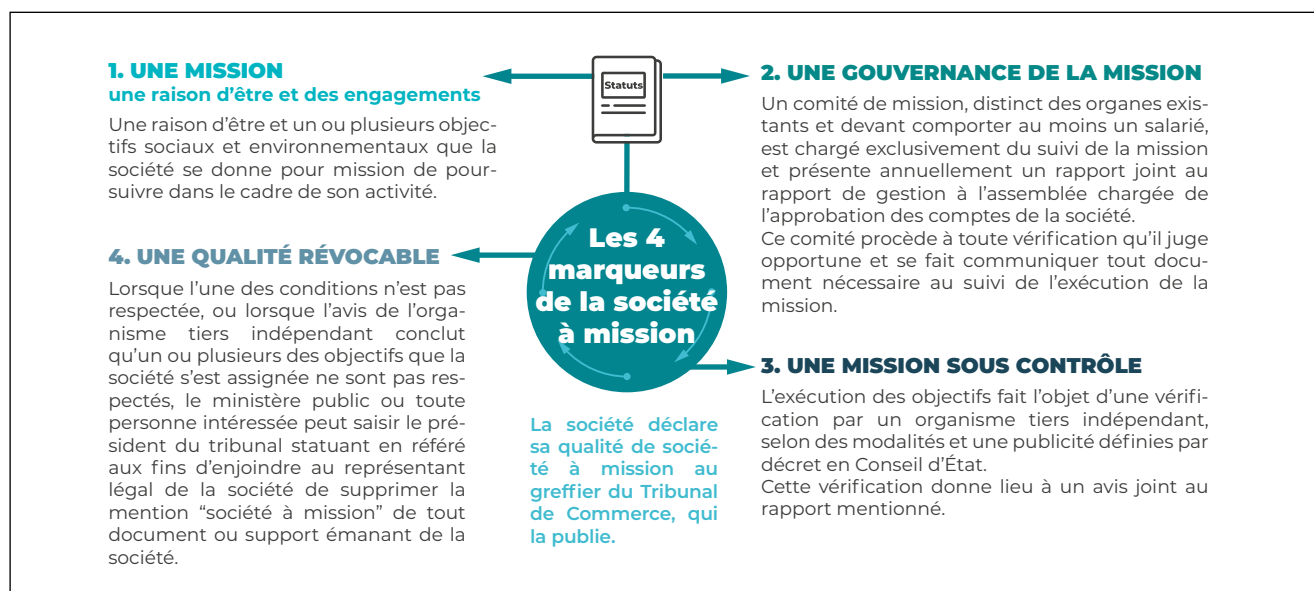 1. UNE MISSION
une raison d’être et des engagements
Une raison d’être et un ou plusieurs objec-
tifs sociaux et environnementaux que la
société se donne pour mission de pour-
suivre dans le cadre de son activité.
Statuts
2. UNE GOUVERNANCE DE LA MISSION
Un comité de mission, distinct des organes exis-
tants et devant comporter au moins un salarié,
est chargé exclusivement du suivi de la mission
et présente annuellement un rapport joint au
rapport de gestion à l’assemblée chargée de
l’approbation des comptes de la société.
Ce comité procède à toute vérification qu’il juge
opportune et se fait communiquer tout docu-
ment nécessaire au suivi de l’exécution de la
mission.
Les 4
marqueurs
de la société
à mission
3. UNE MISSION SOUS CONTRÔLE
L’exécution des objectifs fait l’objet d’une vérifi-
cation par un organisme tiers indépendant,
selon des modalités et une publicité définies par
décret en Conseil d’État.
Cette vérification donne lieu à un avis joint au
rapport mentionné.
4. UNE QUALITÉ RÉVOCABLE
Lorsque l’une des conditions n’est pas
respectée, ou lorsque l’avis de l’orga-
nisme tiers indépendant conclut
qu’un ou plusieurs des objectifs que la
société s’est assignée ne sont pas res-
pectés, le ministère public ou toute
personne intéressée peut saisir le pré-
sident du tribunal statuant en référé
aux fins d’enjoindre au représentant
légal de la société de supprimer la
mention “société à mission” de tout
document ou support émanant de la
société.
La société déclare
sa qualité de socié-
té à mission au
greffier du Tribunal
de Commerce, qui
la publie.